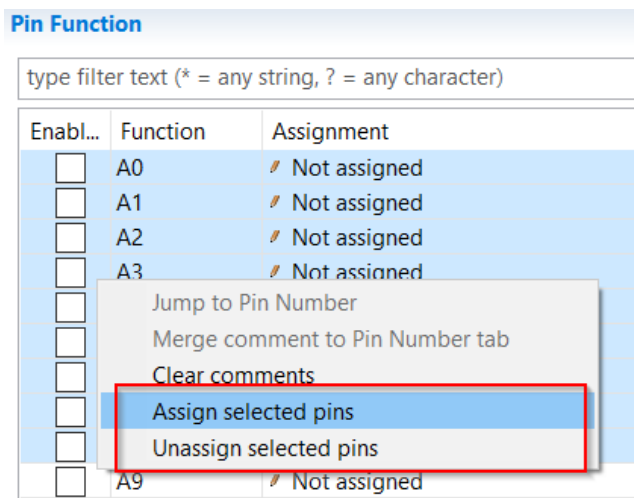 Pin Function
type filter text (* = any string, ? = any character)
Enabl... Function Assignment
A0 Not assigned
A1 Not assigned
A2 Not assigned
A3 Not assigned
Jump to Pin Number
Merge comment to Pin Number tab
Clear comments
Assign selected pins
Unassign selected pins
A9 Not assigned